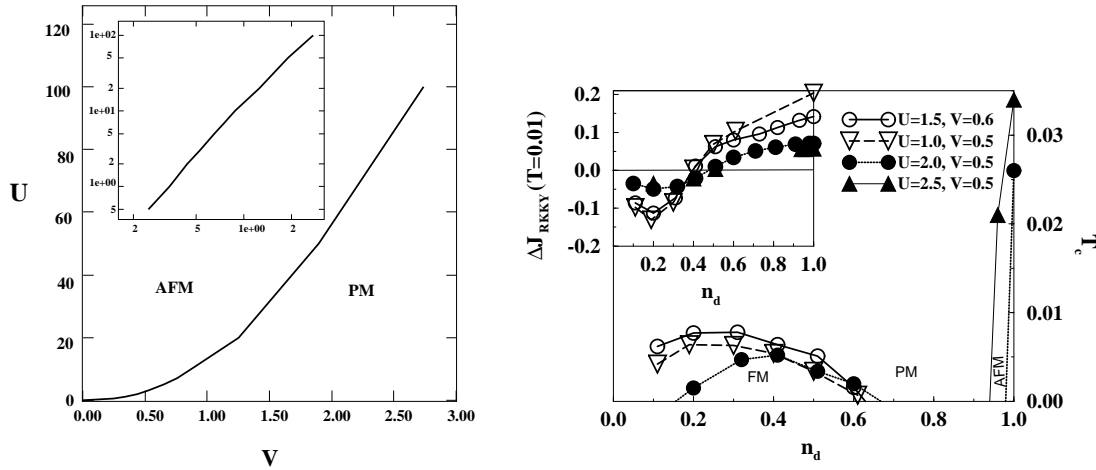 120
100
80
60
40
20
0
U
1e+02
5
2
1e+01
5
2
1e+00
5
2 5 1e+00 2
AFM PM
0.00 0.50 1.00 1.50 2.00 2.50 3.00
V
ΔJRKKY (T=0.01)
0.2
0.1
0.0
-0.1
-0.2
0.2 0.4 0.6 0.8 1.0
nd
U=1.5, V=0.6
U=1.0, V=0.5
U=2.0, V=0.5
U=2.5, V=0.5
0.03
0.02
0.01
0.00
Tc
FM PM AFM
0.0 0.2 0.4 0.6 0.8 1.0
nd